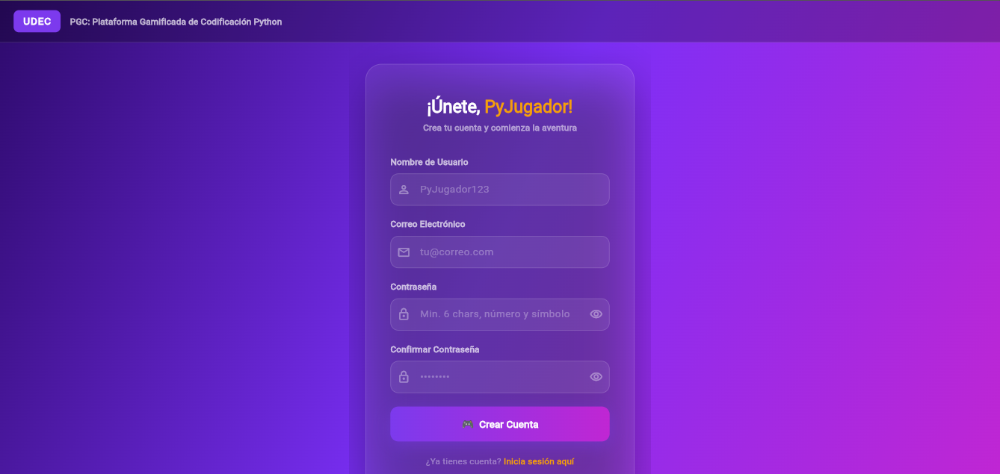 UDEC
PGC: Plataforma Gamificada de Codificación Python
¡Únete, PyJugador!
Crea tu cuenta y comienza la aventura
Nombre de Usuario
PyJugador123
Correo Electrónico
tu@correo.com
Contraseña
Min. 6 chars, número y símbolo
Confirmar Contraseña
••••••••
🎮 Crear Cuenta
¿Ya tienes cuenta? Inicia sesión aquí